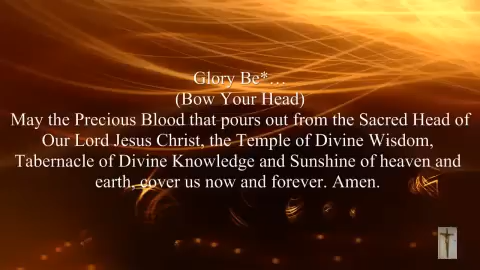 Glory Be*...
(Bow Your Head)
May the Precious Blood that pours out from the Sacred Head of
Our Lord Jesus Christ, the Temple of Divine Wisdom,
Tabernacle of Divine Knowledge and Sunshine of heaven and
earth, cover us now and forever. Amen.